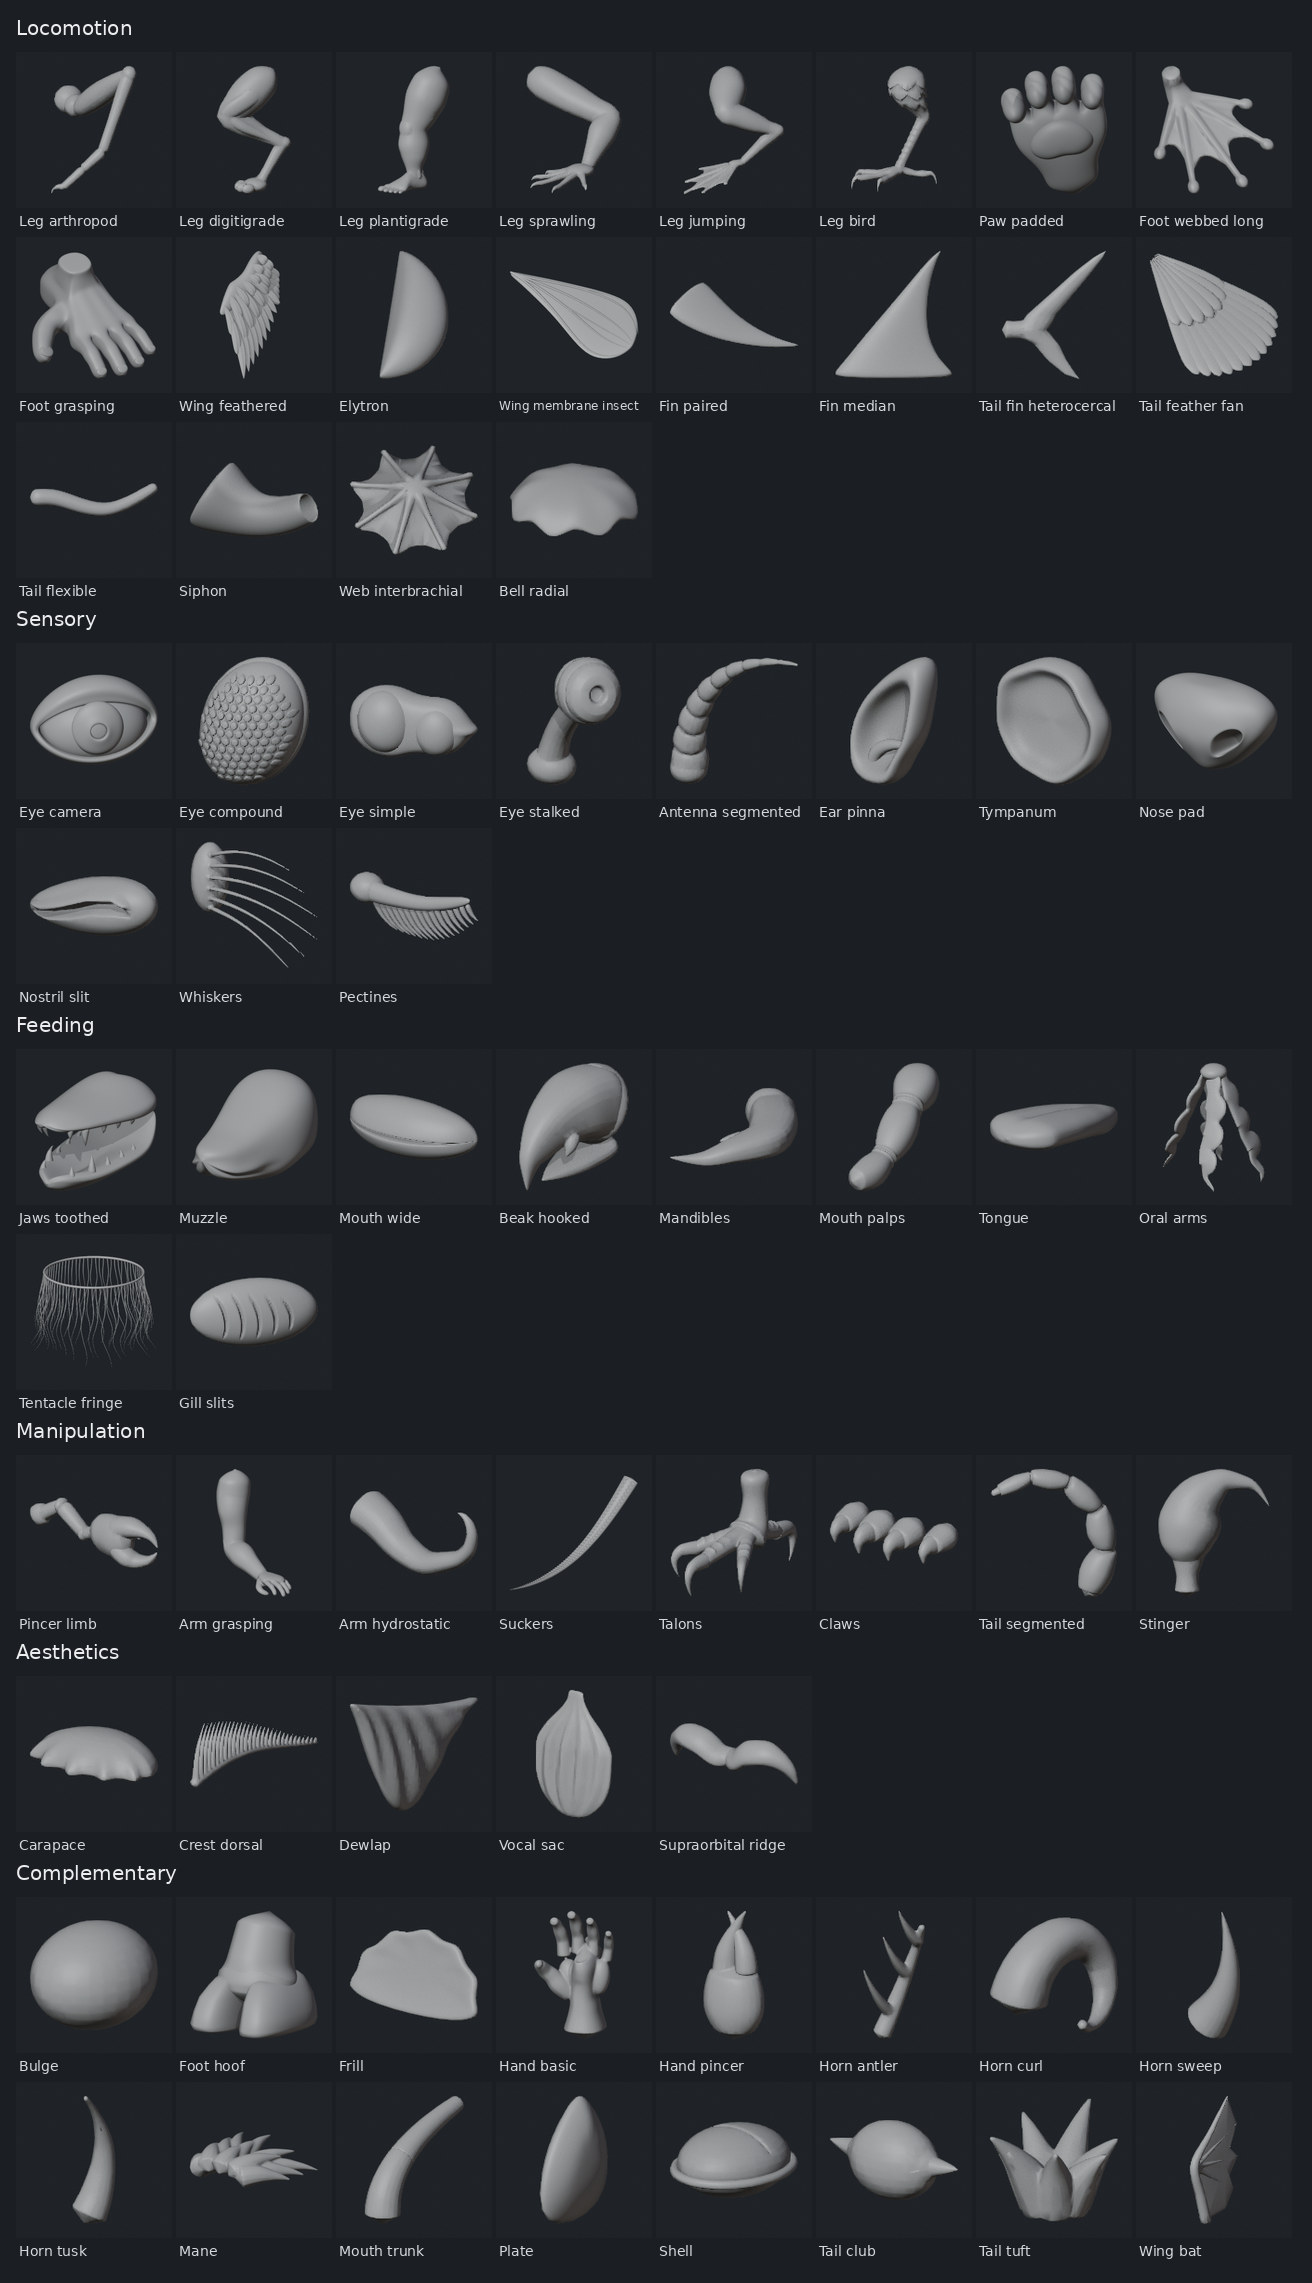 Locomotion
Leg arthropod Leg digitigrade Leg plantigrade Leg sprawling Leg jumping Leg bird Paw padded Foot webbed long
Foot grasping Wing feathered Elytron Wing membrane insect Fin paired Fin median Tail fin heterocercal Tail feather fan
Tail flexible Siphon Web interbrachial Bell radial
Sensory
Eye camera Eye compound Eye simple Eye stalked Antenna segmented Ear pinna Tympanum Nose pad
Nostril slit Whiskers Pectines
Feeding
Jaws toothed Muzzle Mouth wide Beak hooked Mandibles Mouth palps Tongue Oral arms
Tentacle fringe Gill slits
Manipulation
Pincer limb Arm grasping Arm hydrostatic Suckers Talons Claws Tail segmented Stinger
Aesthetics
Carapace Crest dorsal Dewlap Vocal sac Supraorbital ridge
Complementary
Bulge Foot hoof Frill Hand basic Hand pincer Horn antler Horn curl Horn sweep
Horn tusk Mane Mouth trunk Plate Shell Tail club Tail tuft Wing bat